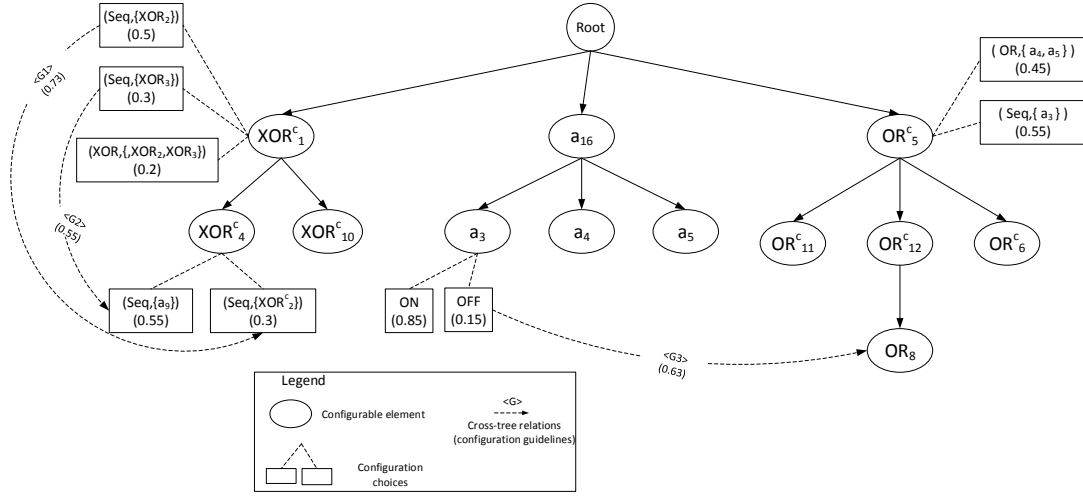 (Seq,{XOR2})
(0.5)
Root
<G1>
(0.73)
( OR,{ a4, a5 } )
(0.45)
(Seq,{XOR3})
(0.3)
( Seq,{ a3 } )
(0.55)
XORc1
a16
ORc5
(XOR,{,XOR2,XOR3})
(0.2)
<G2>
(0.55)
XORc4
XORc10
a3
a4
a5
ORc11
ORc12
ORc6
(Seq,{a9})
(0.55)
(Seq,{XORc2})
(0.3)
ON
(0.85)
OFF
(0.15)
OR8
<G3>
(0.63)
Legend
Configurable element
<G>
Cross-tree relations
(configuration guidelines)
Configuration
choices